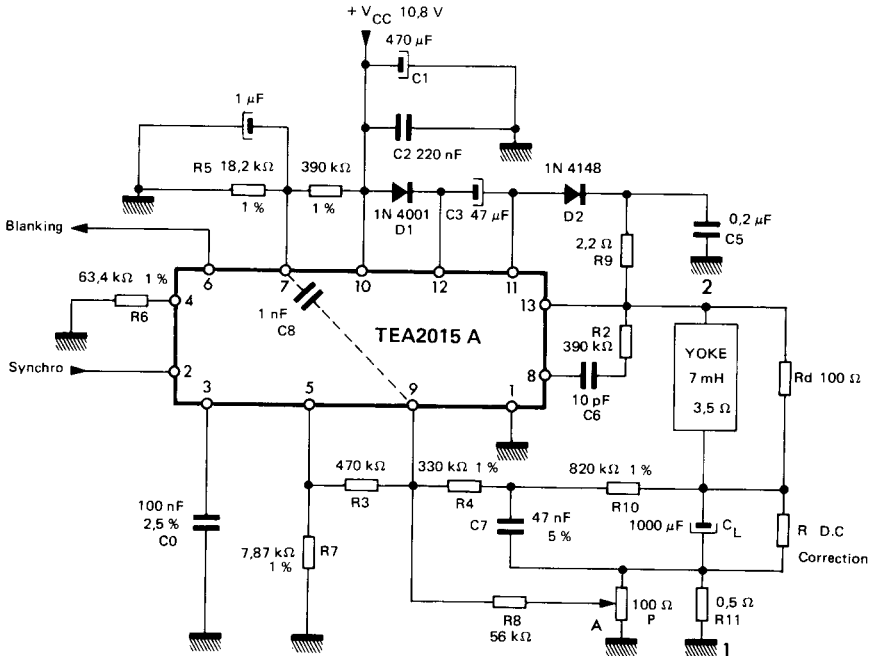 + VCC 10,8 V
470 µF
C1
1 µF
C2 220 nF
R5 18,2 kΩ
1 %
390 kΩ
1 %
1N 4001
D1
C3 47 µF
1N 4148
D2
0,2 µF
C5
2
2,2 Ω
R9
Blanking
6
7
10
12
11
63,4 kΩ 1 %
R6
4
1 nF
C8
TEA2015 A
13
R2
390 kΩ
YOKE
7 mH
3,5 Ω
Rd 100 Ω
Synchro
2
8
10 pF
C6
3
5
9
1
470 kΩ
R3
330 kΩ 1 %
R4
820 kΩ 1 %
R10
100 nF
2,5 %
C0
C7
47 nF
5 %
1000 µF
CL
R D.C
Correction
7,87 kΩ
1 %
R7
R8
56 kΩ
A
100 Ω
P
0,5 Ω
R11
1